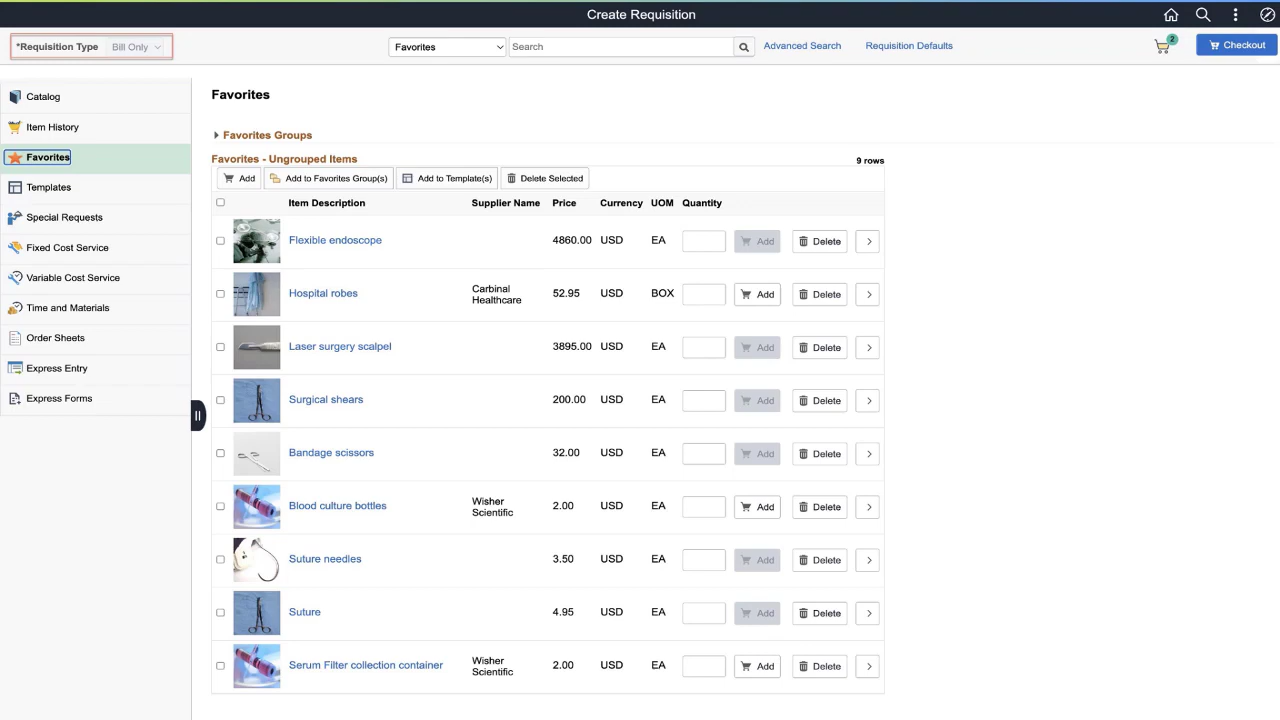 Create Requisition
*Requisition Type Bill Only
Favorites Search Advanced Search Requisition Defaults 2 Checkout
Catalog
Item History
Favorites
Templates
Special Requests
Fixed Cost Service
Variable Cost Service
Time and Materials
Order Sheets
Express Entry
Express Forms
Favorites
Favorites Groups
Favorites - Ungrouped Items 9 rows
Add Add to Favorites Group(s) Add to Template(s) Delete Selected
Item Description Supplier Name Price Currency UOM Quantity
Flexible endoscope 4860.00 USD EA Add Delete
Hospital robes Carbinal Healthcare 52.95 USD BOX Add Delete
Laser surgery scalpel 3895.00 USD EA Add Delete
Surgical shears 200.00 USD EA Add Delete
Bandage scissors 32.00 USD EA Add Delete
Blood culture bottles Wisher Scientific 2.00 USD EA Add Delete
Suture needles 3.50 USD EA Add Delete
Suture 4.95 USD EA Add Delete
Serum Filter collection container Wisher Scientific 2.00 USD EA Add Delete